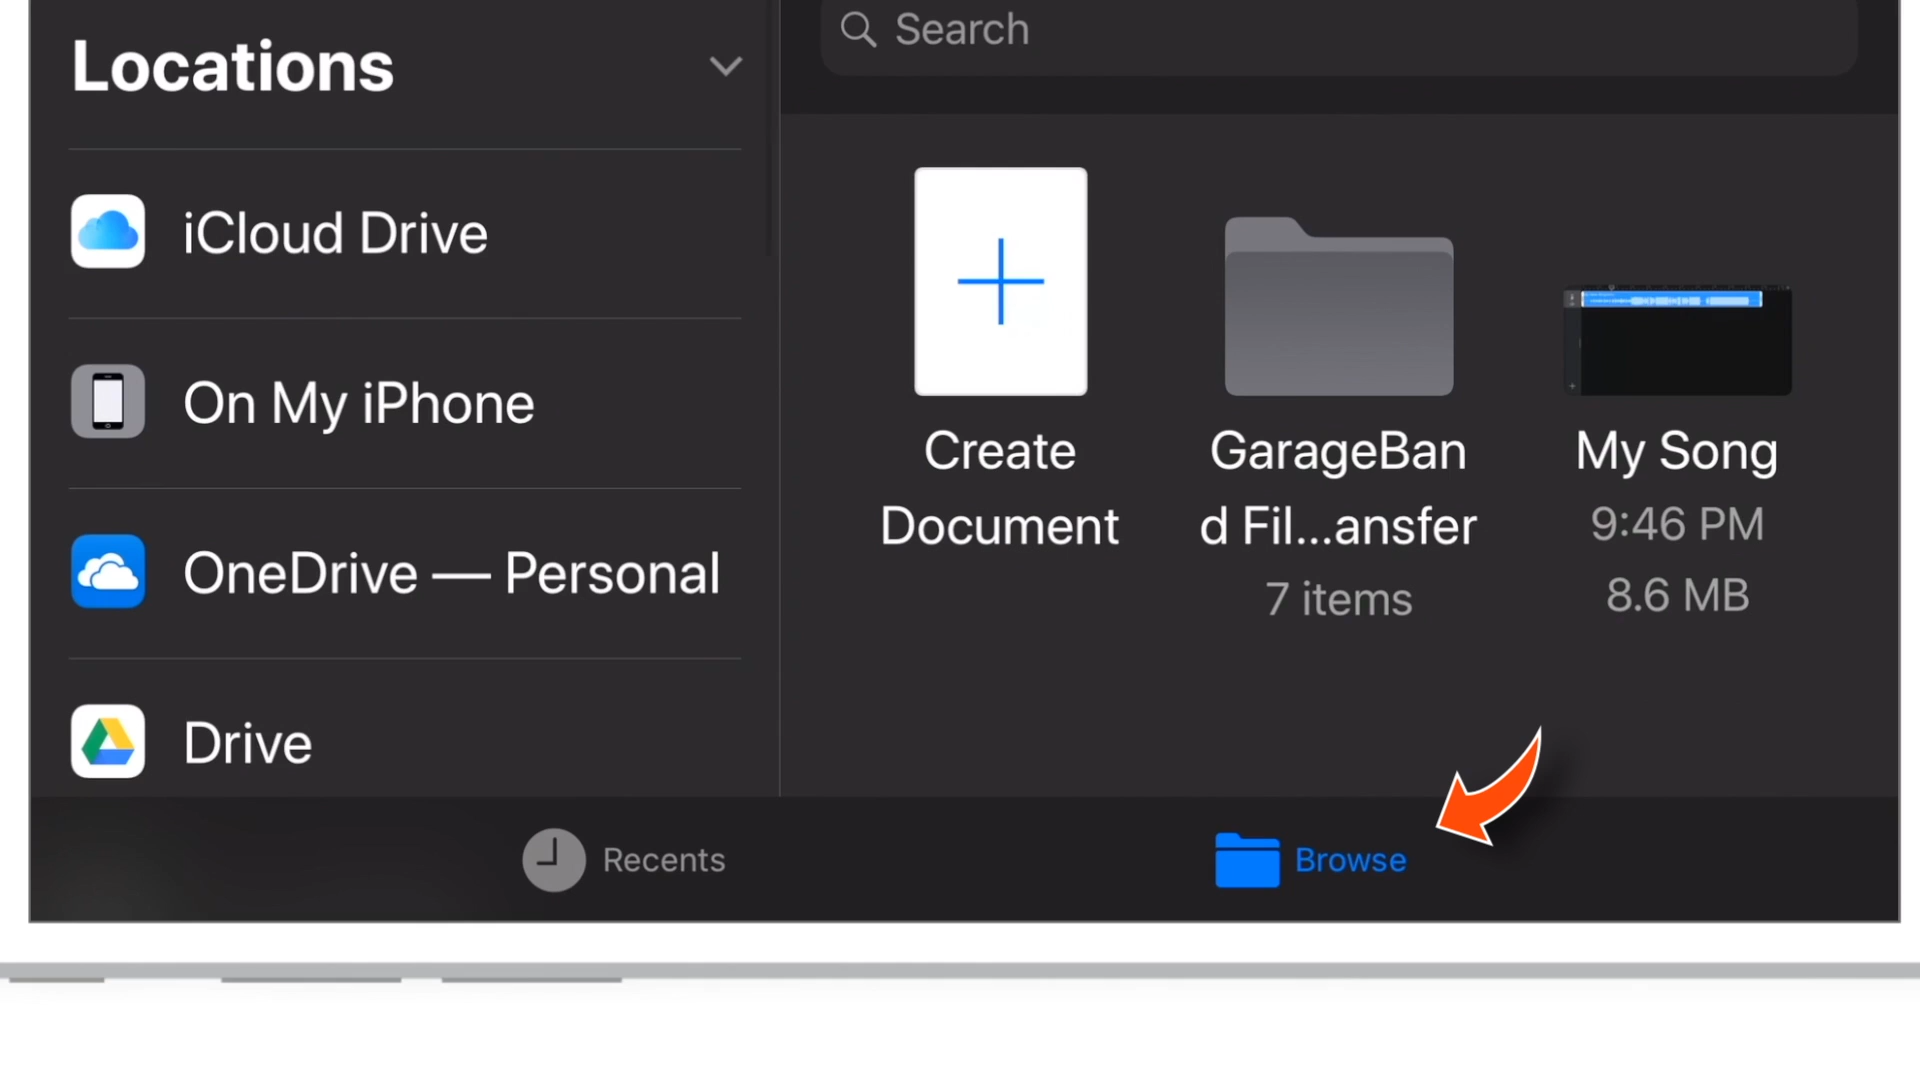 Locations
iCloud Drive
On My iPhone
OneDrive — Personal
Drive
Search
Create
Document
GarageBan
d Fil...ansfer
7 items
My Song
9:46 PM
8.6 MB
Recents
Browse